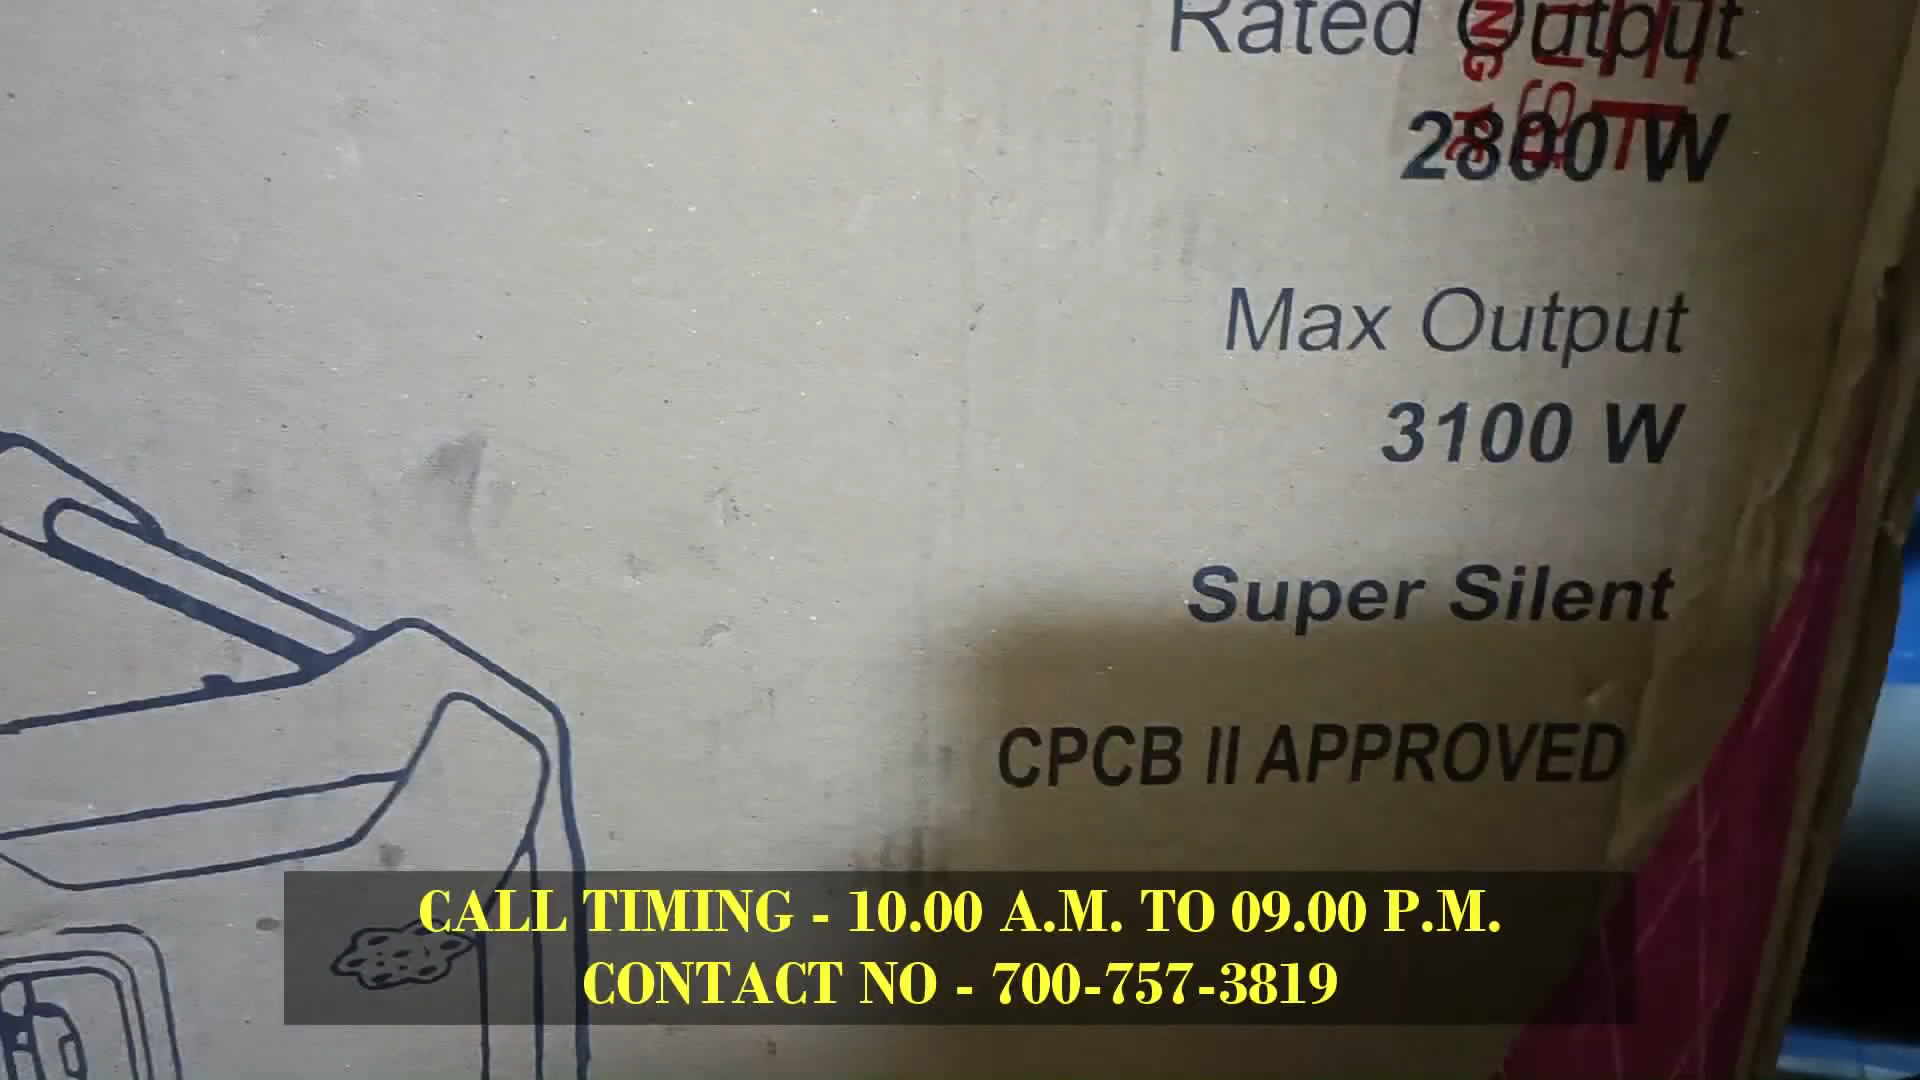 Rated Output
2800 W
Max Output
3100 W
Super Silent
CPCB II APPROVED
CALL TIMING - 10.00 A.M. TO 09.00 P.M.
CONTACT NO - 700-757-3819